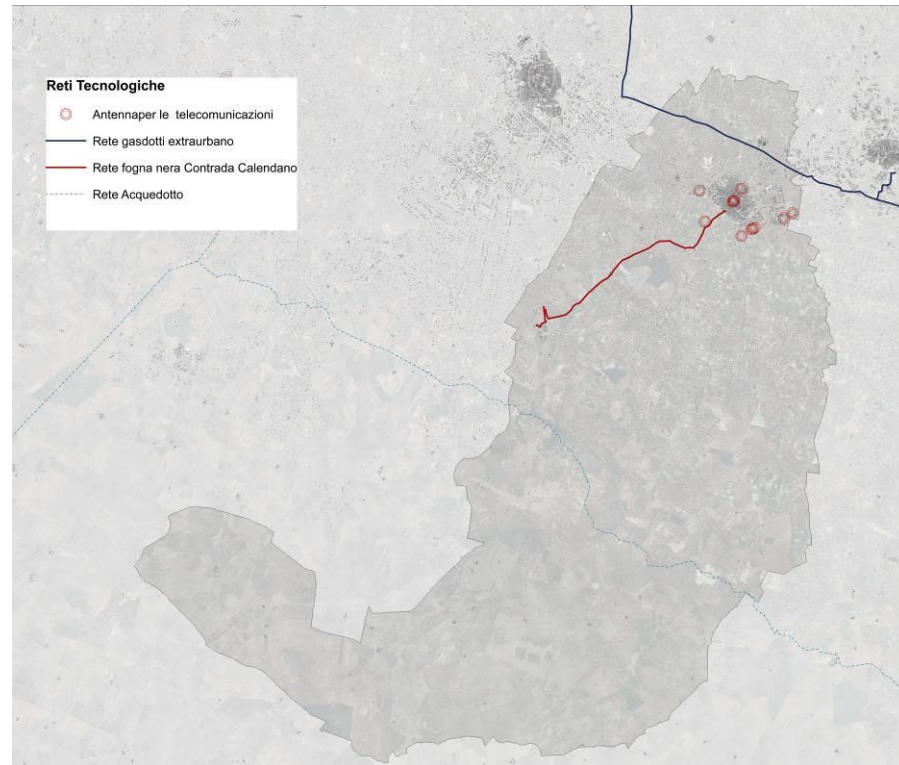 Reti Tecnologiche
Antennaper le telecomunicazioni
Rete gasdotti extraurbano
Rete fogna nera Contrada Calendano
Rete Acquedotto